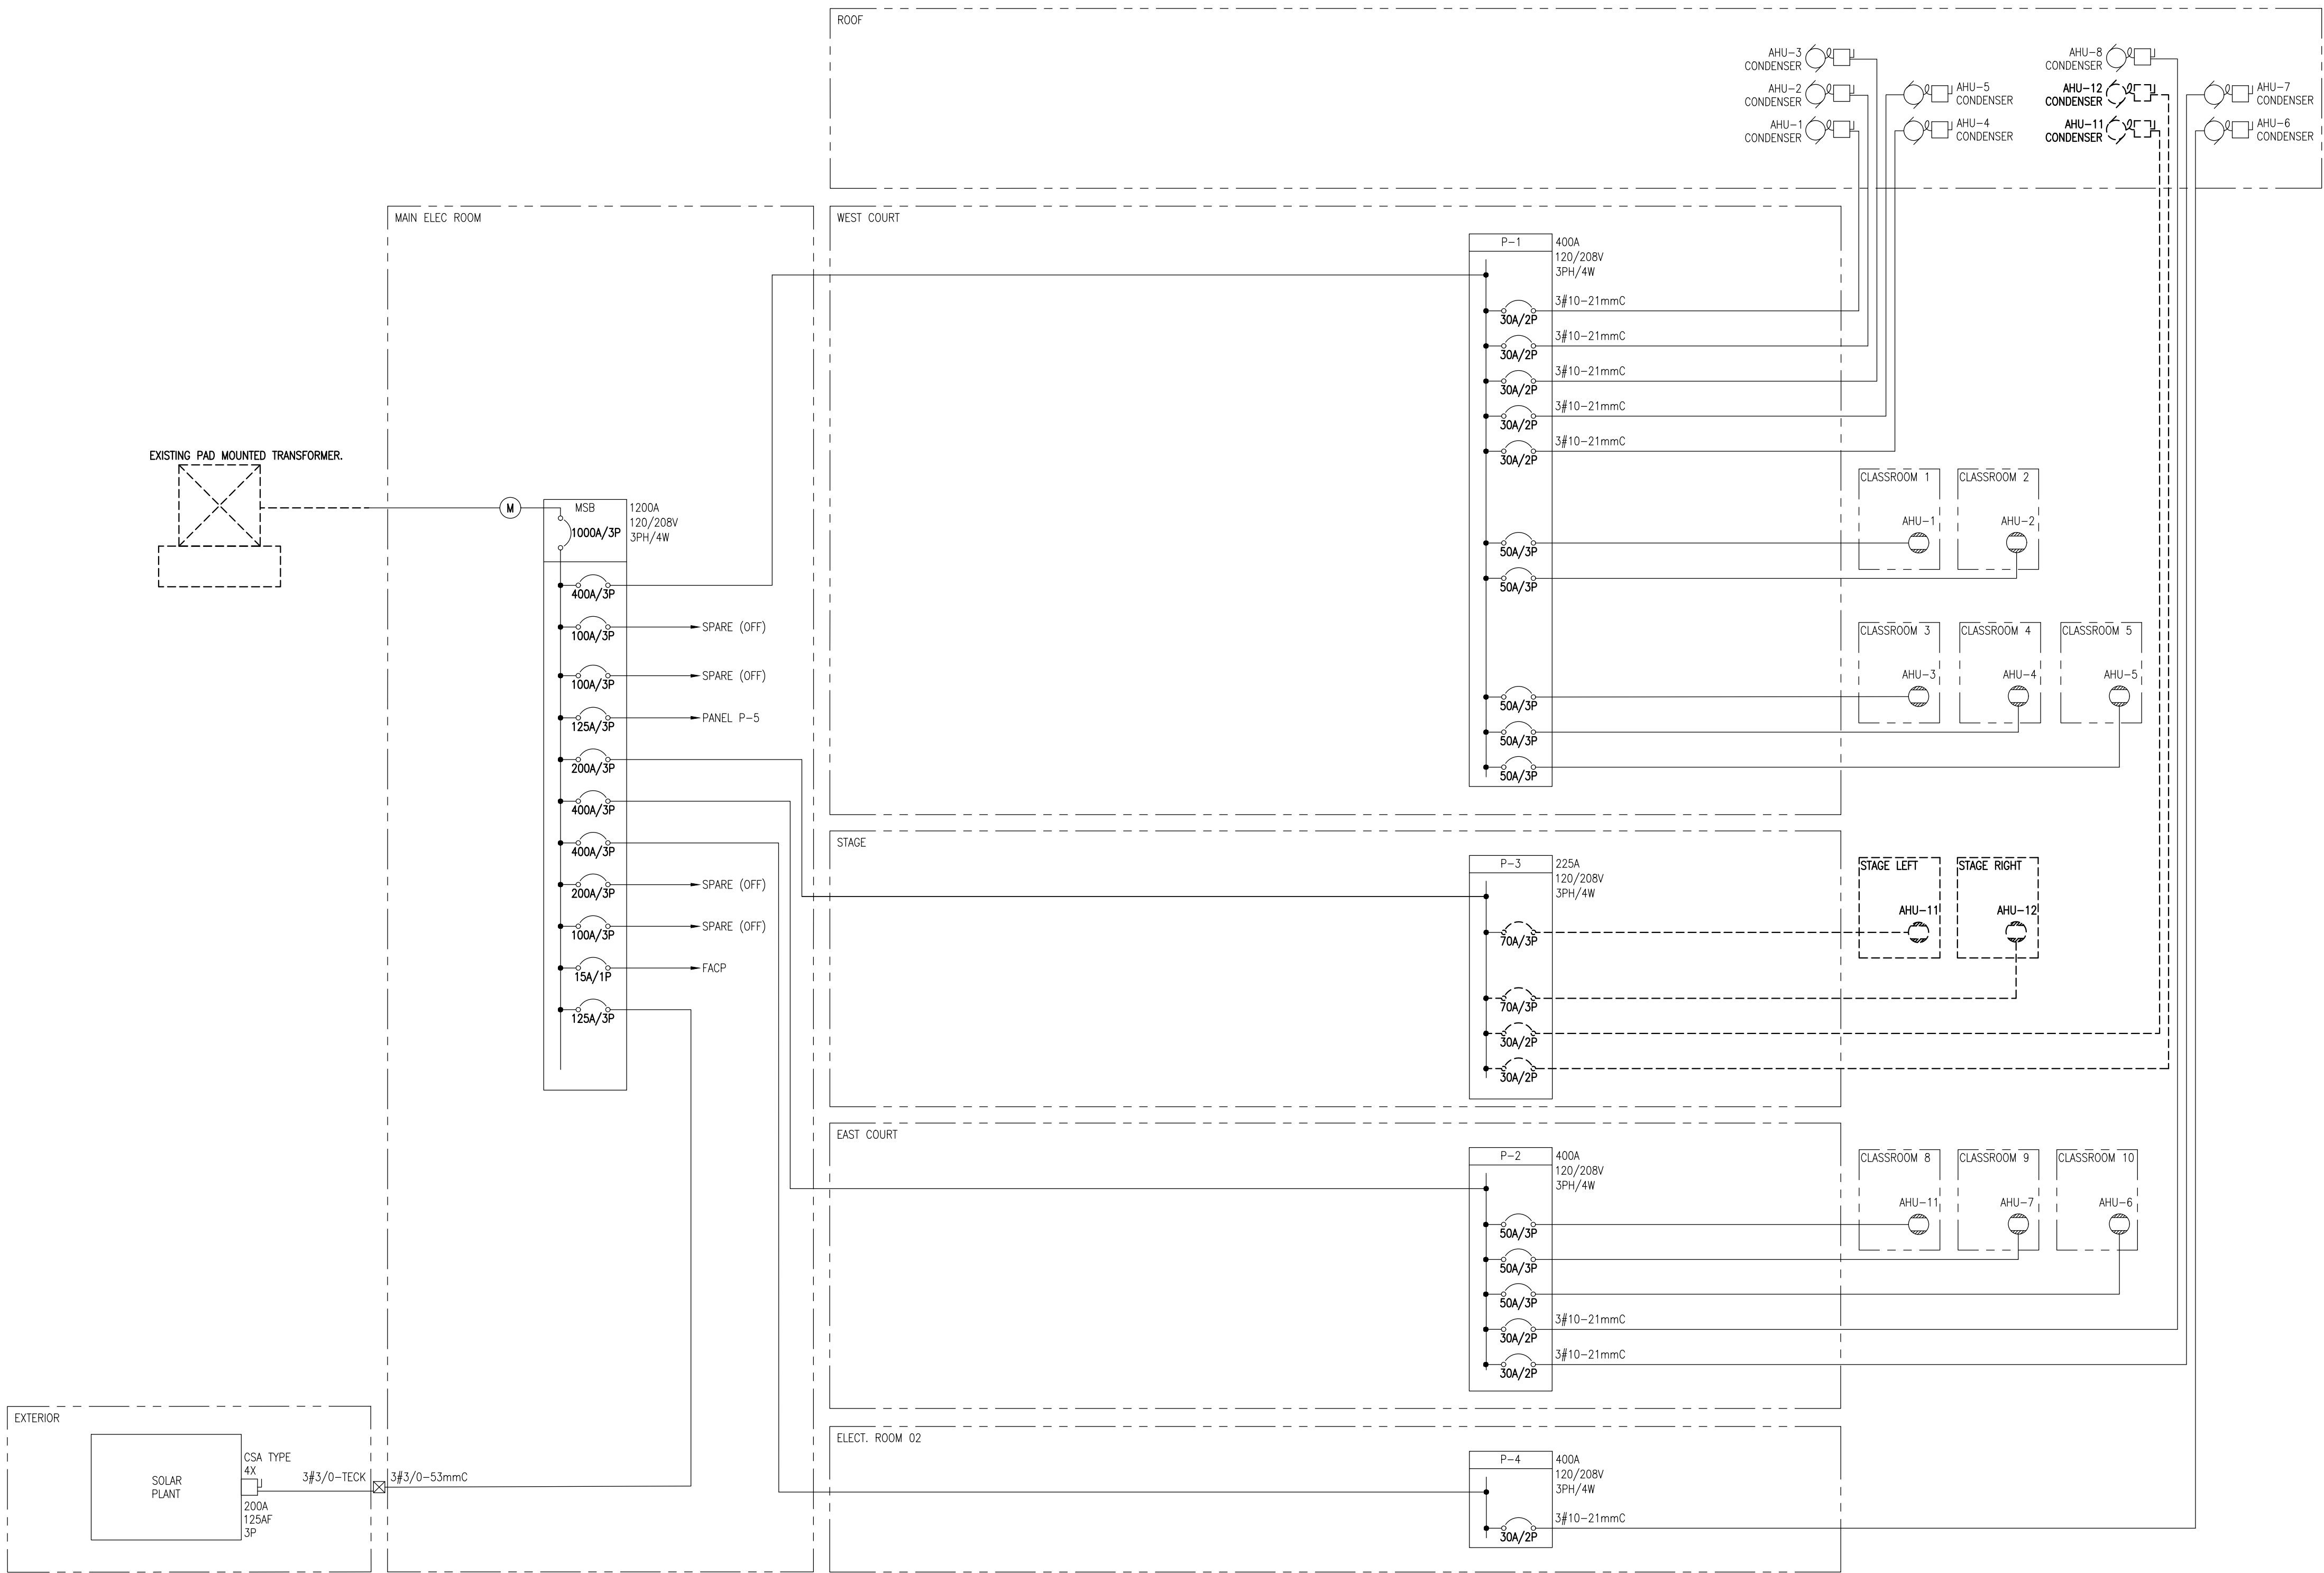 ROOF
AHU-3
CONDENSER
AHU-2
CONDENSER
AHU-1
CONDENSER
AHU-5
CONDENSER
AHU-4
CONDENSER
AHU-8
CONDENSER
AHU-12
CONDENSER
AHU-11
CONDENSER
AHU-7
CONDENSER
AHU-6
CONDENSER
MAIN ELEC ROOM
EXISTING PAD MOUNTED TRANSFORMER.
M
MSB
1000A/3P
1200A
120/208V
3PH/4W
400A/3P
100A/3P
SPARE (OFF)
100A/3P
SPARE (OFF)
125A/3P
PANEL P-5
200A/3P
400A/3P
400A/3P
200A/3P
SPARE (OFF)
100A/3P
SPARE (OFF)
15A/1P
FACP
125A/3P
WEST COURT
P-1
400A
120/208V
3PH/4W
3#10-21mmC
30A/2P
3#10-21mmC
30A/2P
3#10-21mmC
30A/2P
3#10-21mmC
30A/2P
3#10-21mmC
30A/2P
50A/3P
50A/3P
50A/3P
50A/3P
50A/3P
CLASSROOM 1
AHU-1
CLASSROOM 2
AHU-2
CLASSROOM 3
AHU-3
CLASSROOM 4
AHU-4
CLASSROOM 5
AHU-5
STAGE
P-3
225A
120/208V
3PH/4W
70A/3P
70A/3P
30A/2P
30A/2P
STAGE LEFT
AHU-11
STAGE RIGHT
AHU-12
EAST COURT
P-2
400A
120/208V
3PH/4W
50A/3P
50A/3P
50A/3P
3#10-21mmC
30A/2P
3#10-21mmC
30A/2P
CLASSROOM 8
AHU-11
CLASSROOM 9
AHU-7
CLASSROOM 10
AHU-6
ELECT. ROOM 02
P-4
400A
120/208V
3PH/4W
3#10-21mmC
30A/2P
EXTERIOR
SOLAR
PLANT
CSA TYPE
4X
200A
125AF
3P
3#3/0-TECK
3#3/0-53mmC